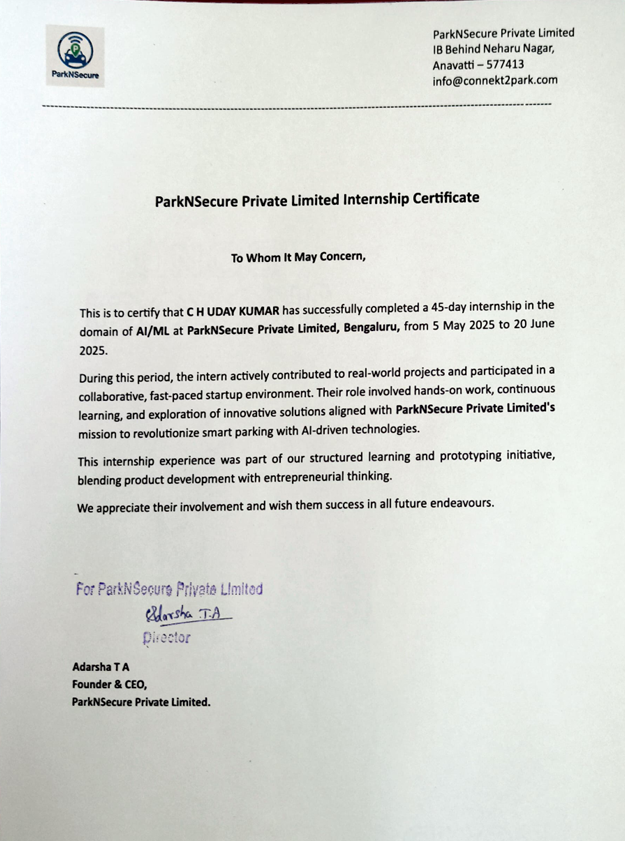 ParkNSecure
ParkNSecure Private Limited
IB Behind Neharu Nagar,
Anavatti – 577413
info@connekt2park.com
ParkNSecure Private Limited Internship Certificate
To Whom It May Concern,
This is to certify that C H UDAY KUMAR has successfully completed a 45-day internship in the
domain of AI/ML at ParkNSecure Private Limited, Bengaluru, from 5 May 2025 to 20 June
2025.
During this period, the intern actively contributed to real-world projects and participated in a
collaborative, fast-paced startup environment. Their role involved hands-on work, continuous
learning, and exploration of innovative solutions aligned with ParkNSecure Private Limited's
mission to revolutionize smart parking with AI-driven technologies.
This internship experience was part of our structured learning and prototyping initiative,
blending product development with entrepreneurial thinking.
We appreciate their involvement and wish them success in all future endeavours.
For ParkNSecure Private Limited
Adarsha T.A
Director
Adarsha T A
Founder & CEO,
ParkNSecure Private Limited.